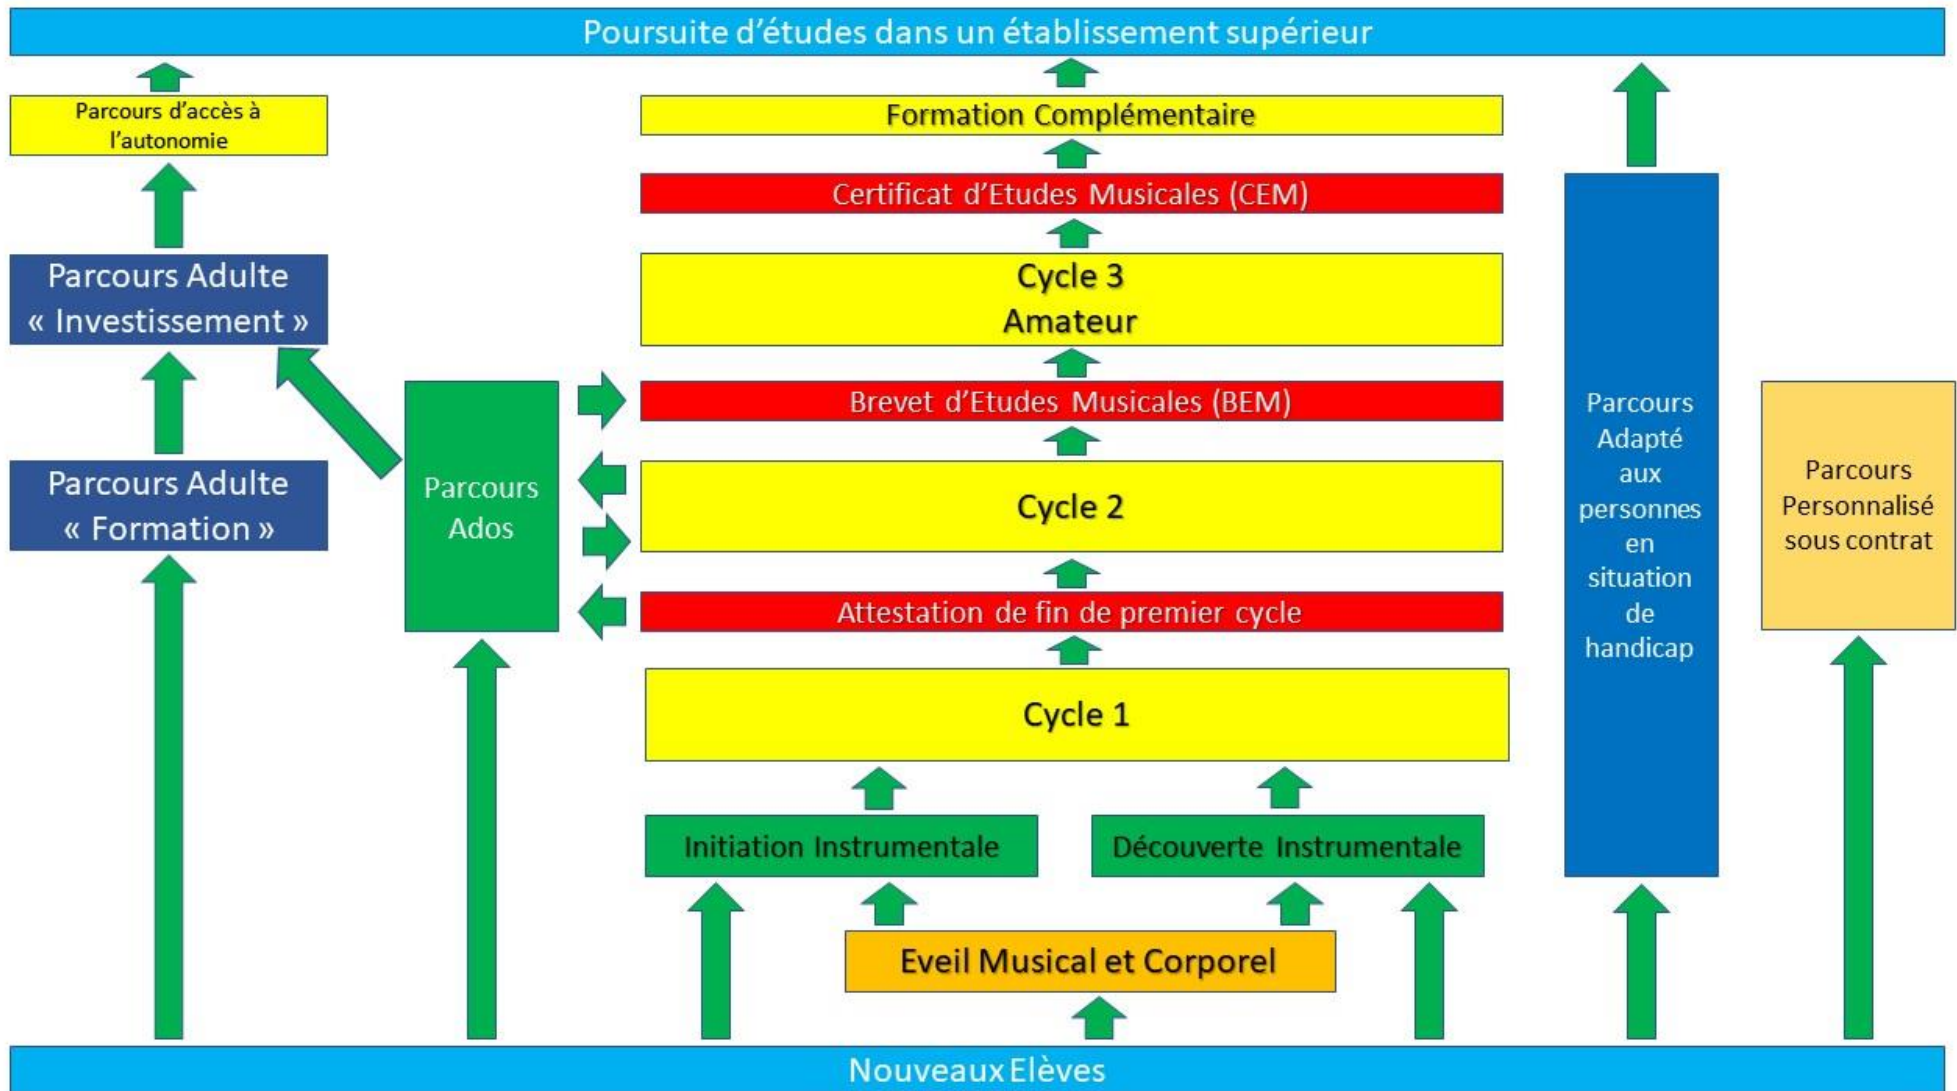 Poursuite d'études dans un établissement supérieur
Parcours d'accès à
l'autonomie
Formation Complémentaire
Certificat d'Etudes Musicales (CEM)
Parcours Adulte
« Investissement »
Cycle 3
Amateur
Brevet d'Etudes Musicales (BEM)
Parcours Adulte
« Formation »
Parcours
Ados
Cycle 2
Attestation de fin de premier cycle
Cycle 1
Parcours
Adapté
aux
personnes
en
situation
de
handicap
Parcours
Personnalisé
sous contrat
Initiation Instrumentale
Découverte Instrumentale
Eveil Musical et Corporel
Nouveaux Elèves